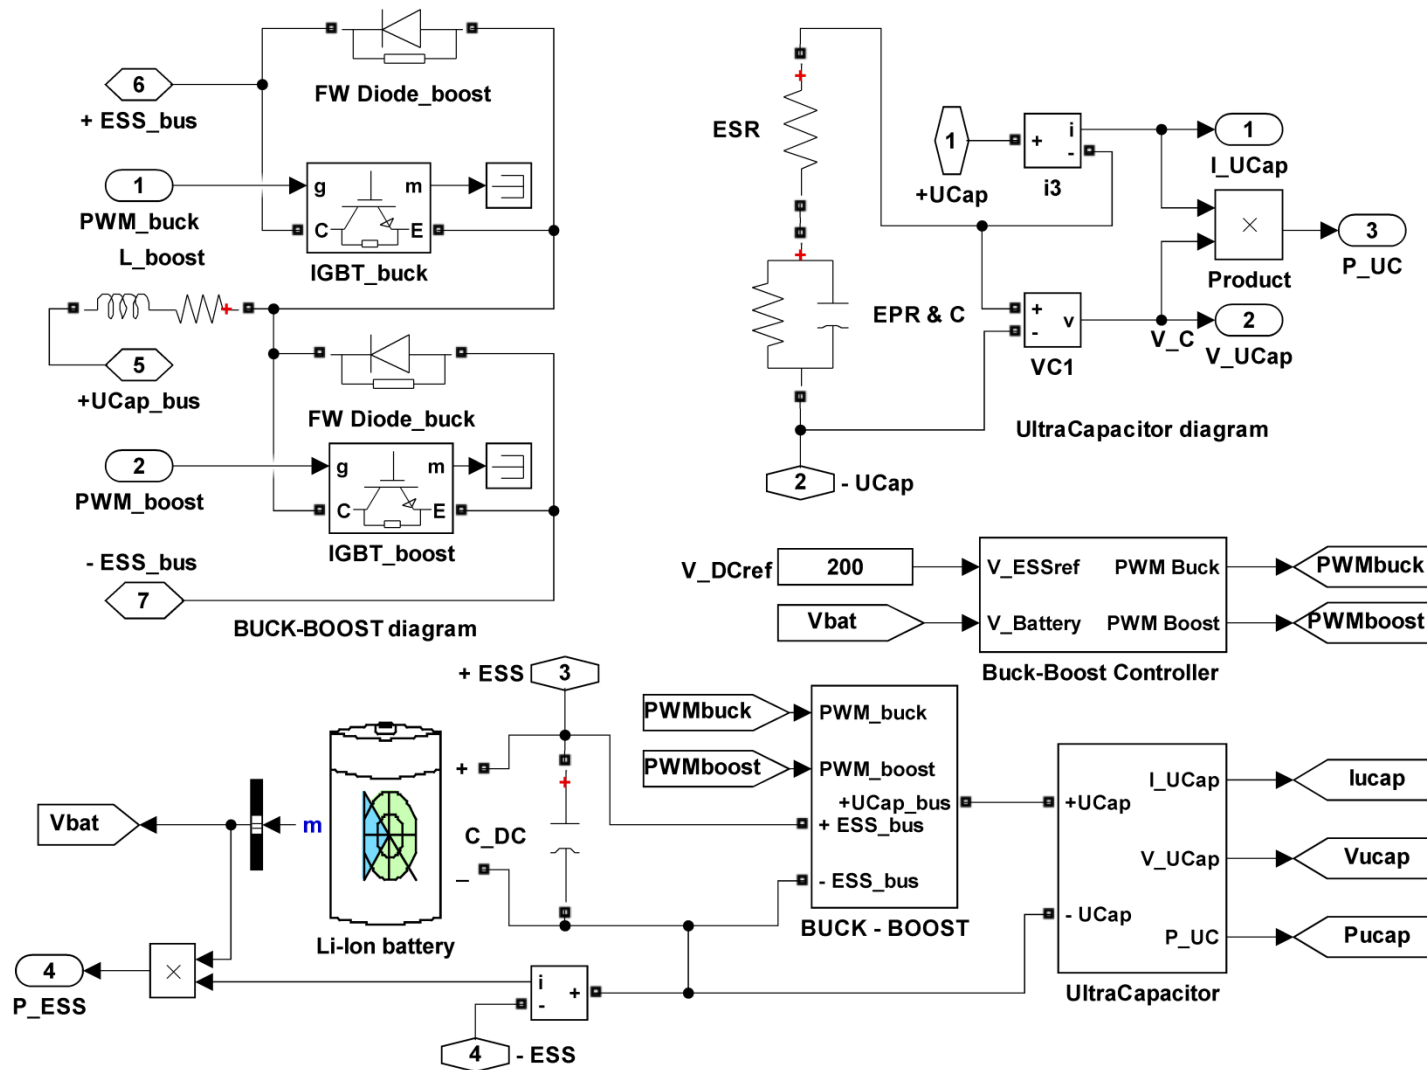 FW Diode_boost
6
+ ESS_bus
1
PWM_buck
g
m
C
E
IGBT_buck
L_boost
+
5
+UCap_bus
FW Diode_buck
2
PWM_boost
g
m
C
E
IGBT_boost
- ESS_bus
7
BUCK-BOOST diagram
+
ESR
+
EPR & C
2
- UCap
1
+UCap
+
i
-
i3
1
I_UCap
×
Product
3
P_UC
+
-
v
VC1
V_C
2
V_UCap
UltraCapacitor diagram
V_DCref
200
Vbat
V_ESSref
PWM Buck
V_Battery
PWM Boost
Buck-Boost Controller
PWMbuck
PWMboost
+ ESS
3
Vbat
m
+
_
Li-Ion battery
+
C_DC
PWMbuck
PWMboost
PWM_buck
PWM_boost
+UCap_bus
+ ESS_bus
- ESS_bus
BUCK - BOOST
+UCap
- UCap
I_UCap
V_UCap
P_UC
UltraCapacitor
Iucap
Vucap
Pucap
4
P_ESS
×
i
-
+
4
- ESS